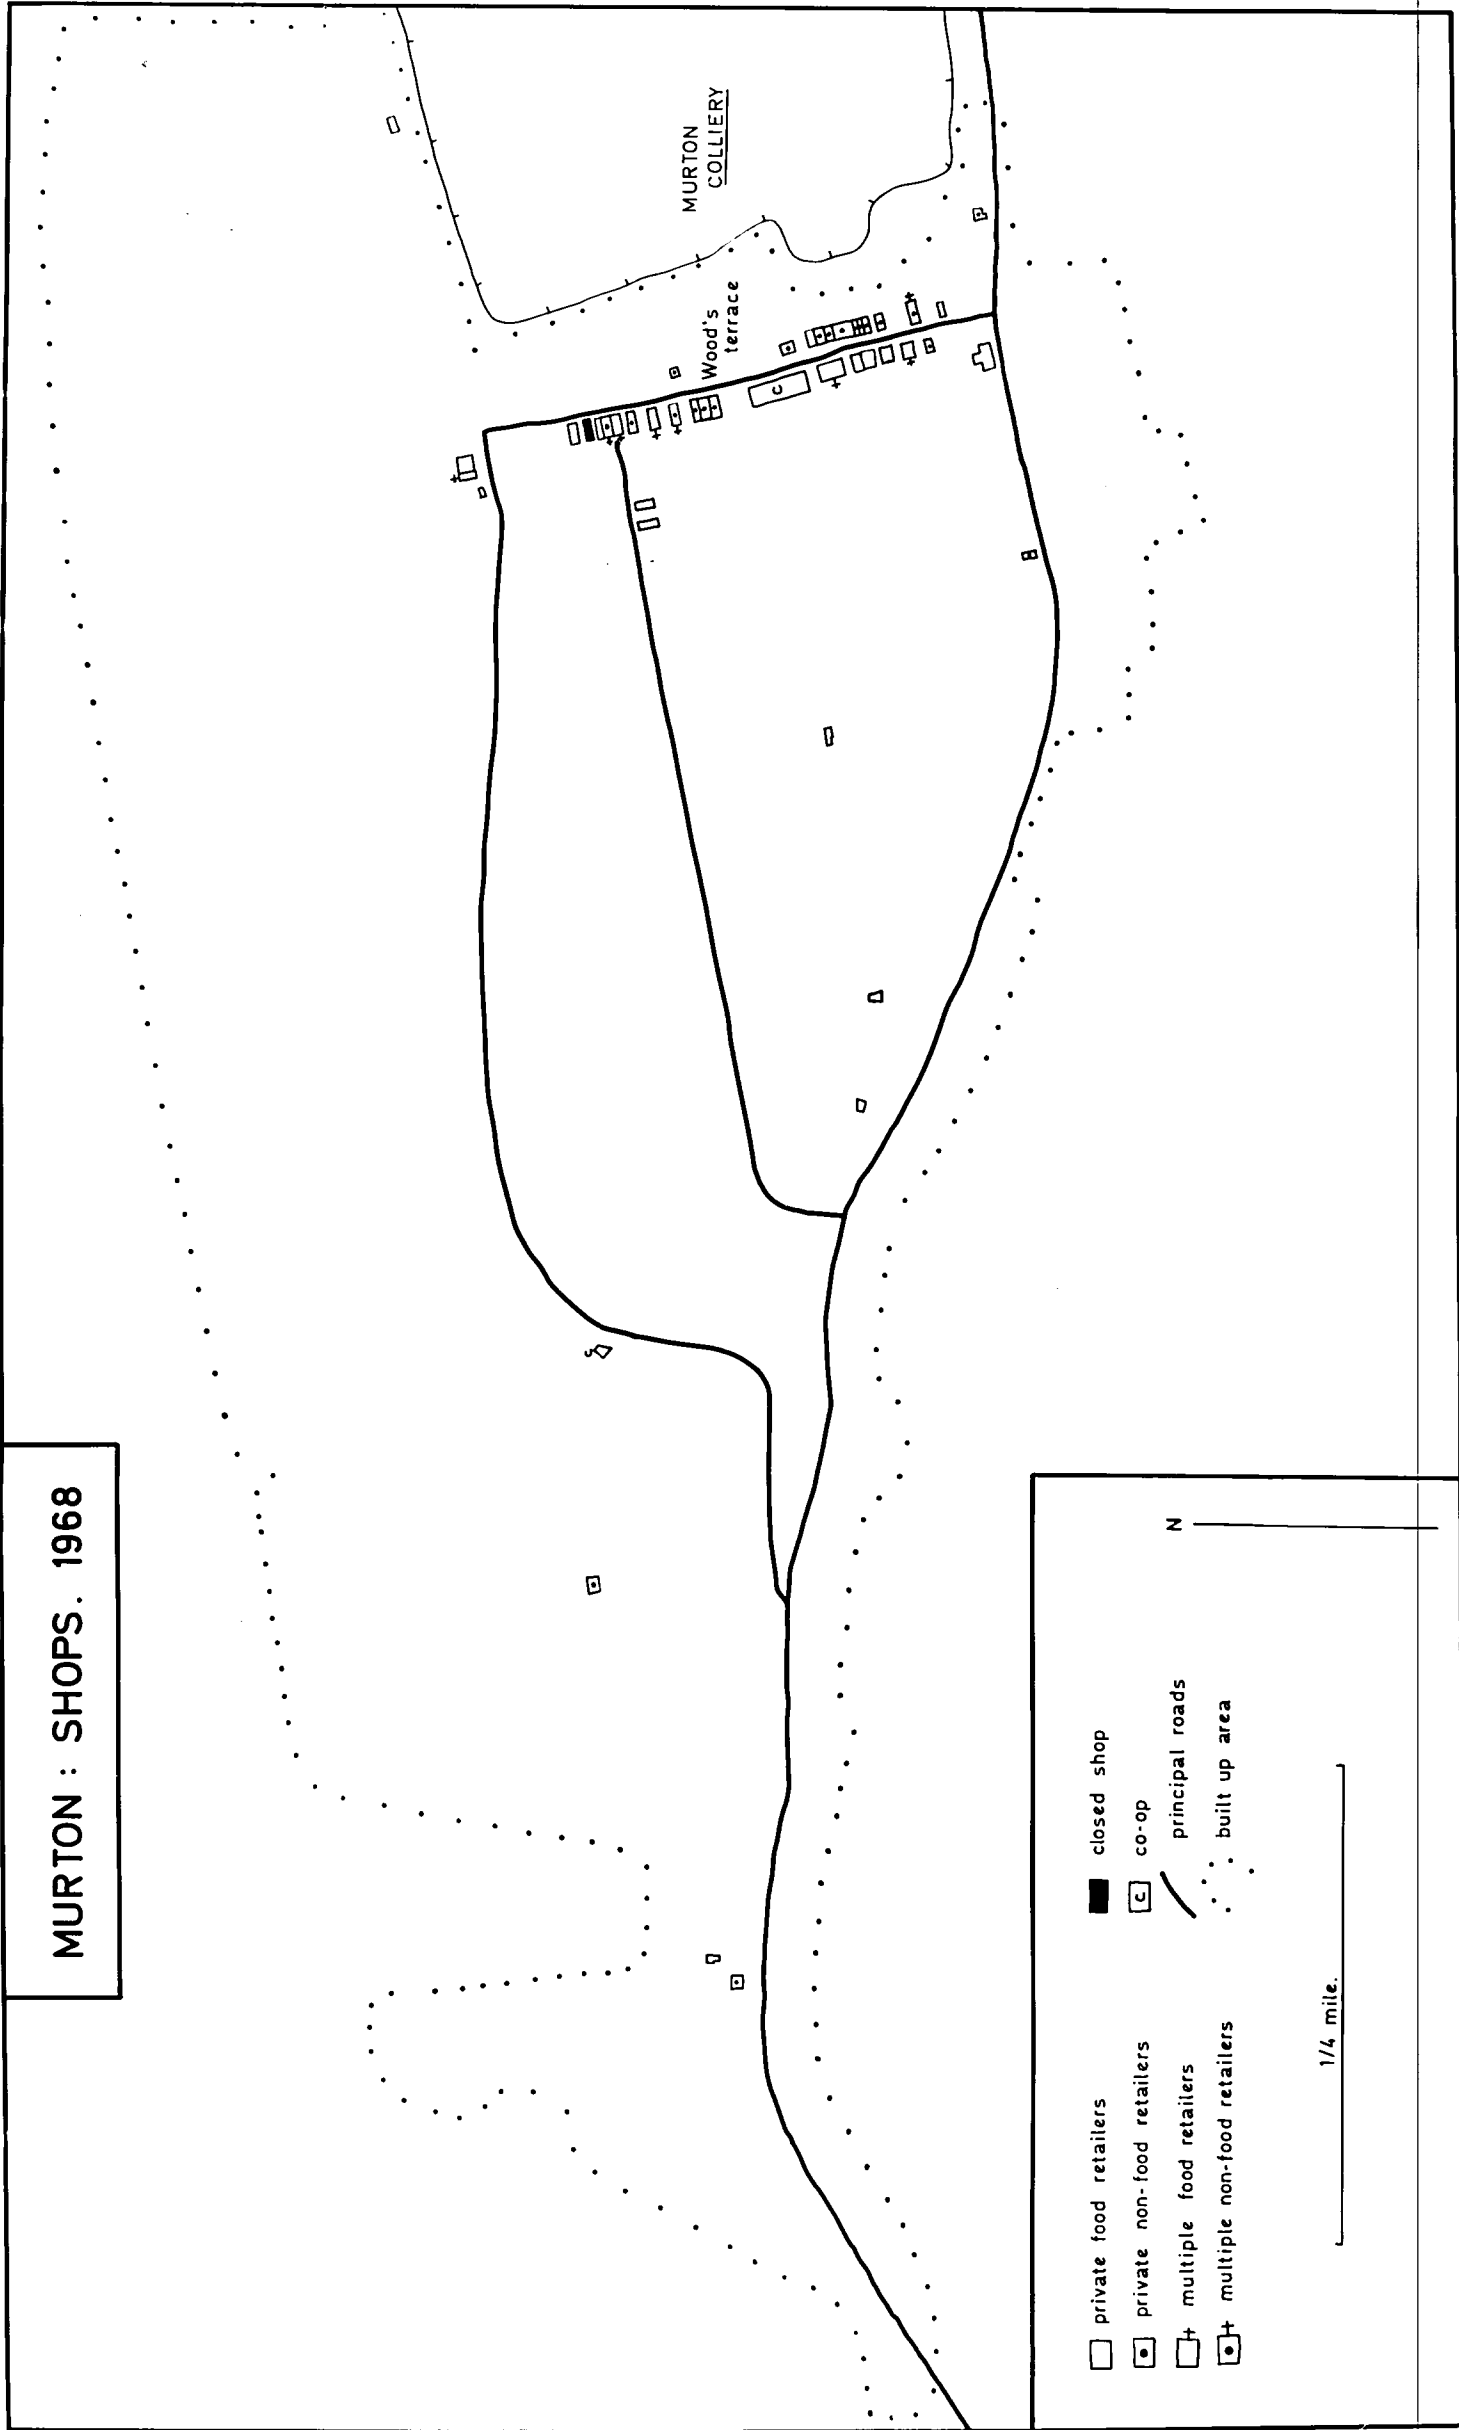 MURTON : SHOPS. 1968
MURTON
COLLIERY
Wood's
terrace
C
private food retailers
private non-food retailers
multiple food retailers
multiple non-food retailers
closed shop
C
co-op
principal roads
built up area
N
1/4 mile.